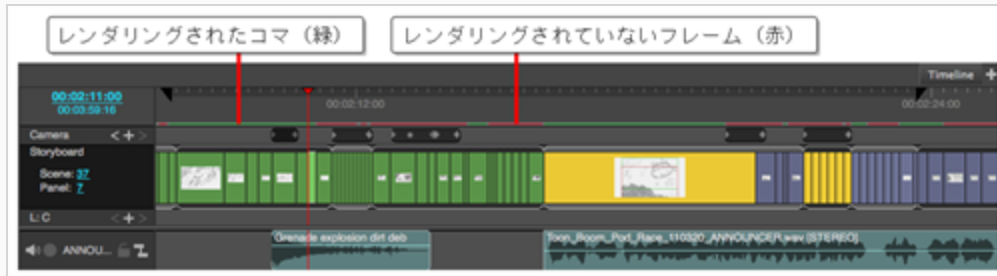 レンダリングされたコマ（緑）
レンダリングされていないフレーム（赤）
Timeline
00:02:11:00
00:03:59:16
00:02:12:00
00:02:24:00
Camera
Storyboard
Scene: 37
Panel: 7
L: C
Grenade explosion dirt deb
Toon_Boom_Pod_Race_110320_ANNOUNCER.wav [STEREO]
ANNOU...